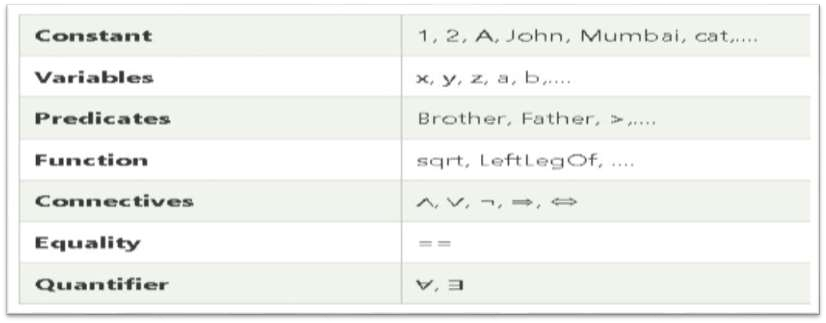 Constant 1, 2, A, John, Mumbai, cat,....
Variables x, y, z, a, b,....
Predicates Brother, Father, >,....
Function sqrt, LeftLegOf, ....
Connectives ∧, ∨, ¬, ⇒, ⇔
Equality ==
Quantifier ∀, ∃